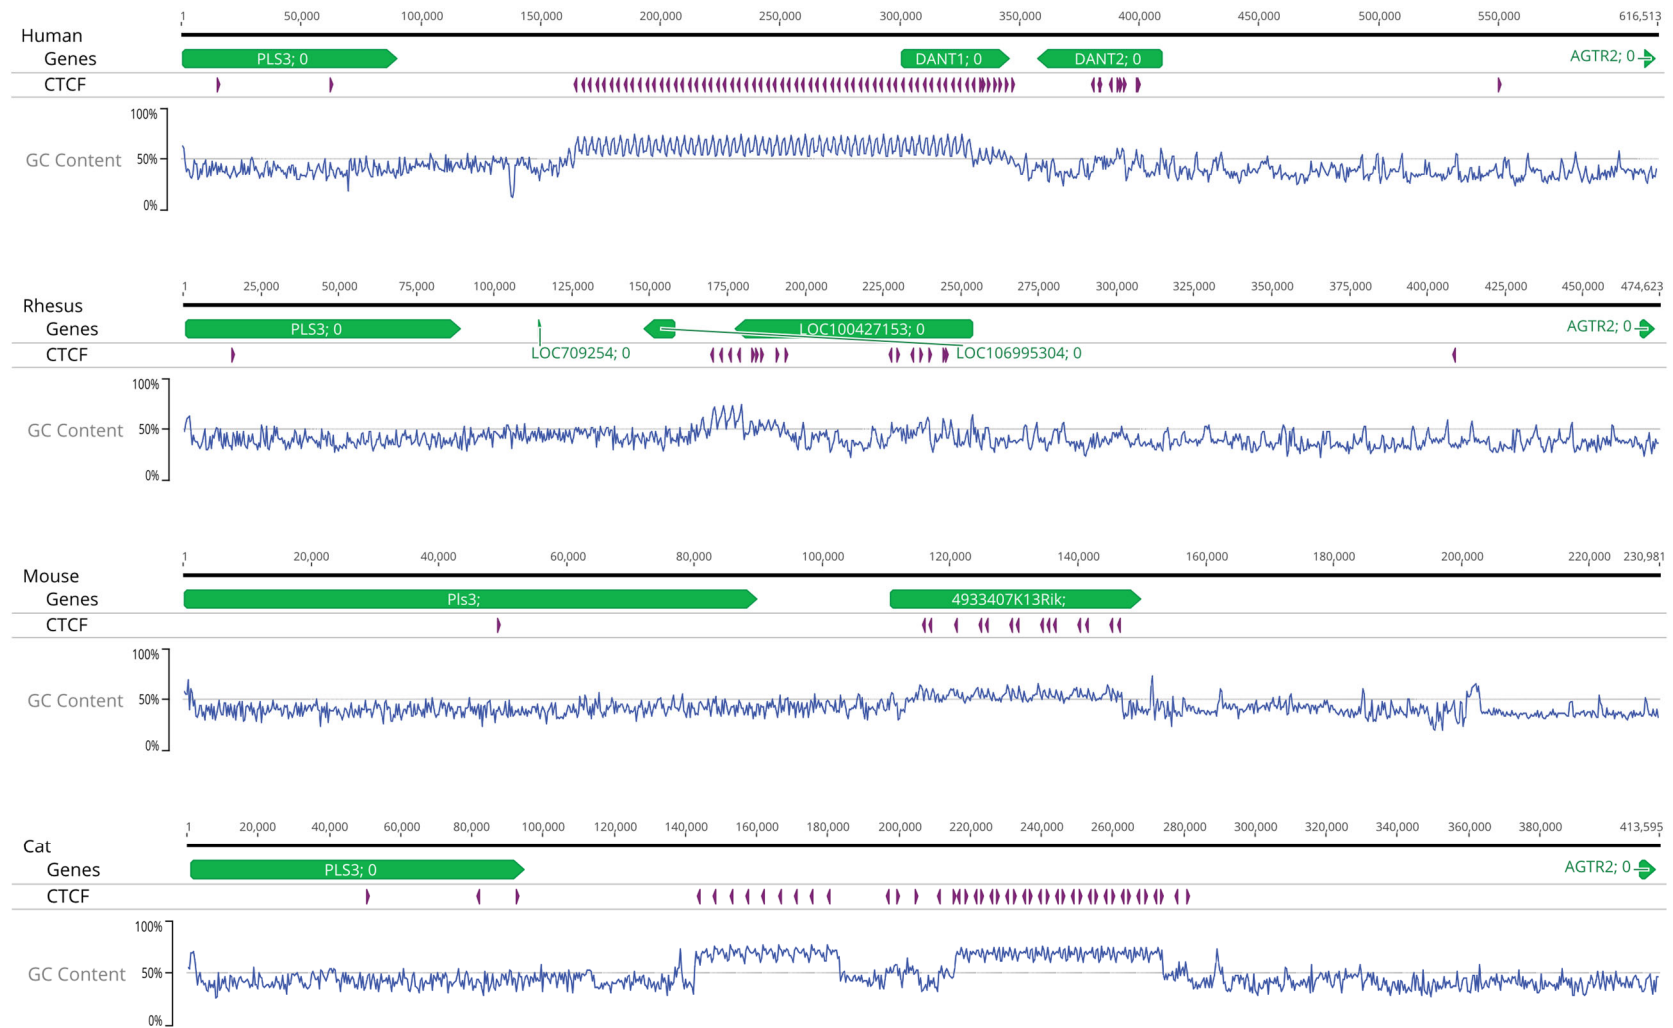 1 50,000 100,000 150,000 200,000 250,000 300,000 350,000 400,000 450,000 500,000 550,000 616,513
Human
Genes PLS3; 0 DANT1; 0 DANT2; 0 AGTR2; 0
CTCF
100%
GC Content 50%
0%
1 25,000 50,000 75,000 100,000 125,000 150,000 175,000 200,000 225,000 250,000 275,000 300,000 325,000 350,000 375,000 400,000 425,000 450,000 474,623
Rhesus
Genes PLS3; 0 LOC100427153; 0 AGTR2; 0
CTCF LOC709254; 0 LOC106995304; 0
100%
GC Content 50%
0%
1 20,000 40,000 60,000 80,000 100,000 120,000 140,000 160,000 180,000 200,000 220,000 230,981
Mouse
Genes Pls3; 4933407K13Rik;
CTCF
100%
GC Content 50%
0%
1 20,000 40,000 60,000 80,000 100,000 120,000 140,000 160,000 180,000 200,000 220,000 240,000 260,000 280,000 300,000 320,000 340,000 360,000 380,000 413,595
Cat
Genes PLS3; 0 AGTR2; 0
CTCF
100%
GC Content 50%
0%